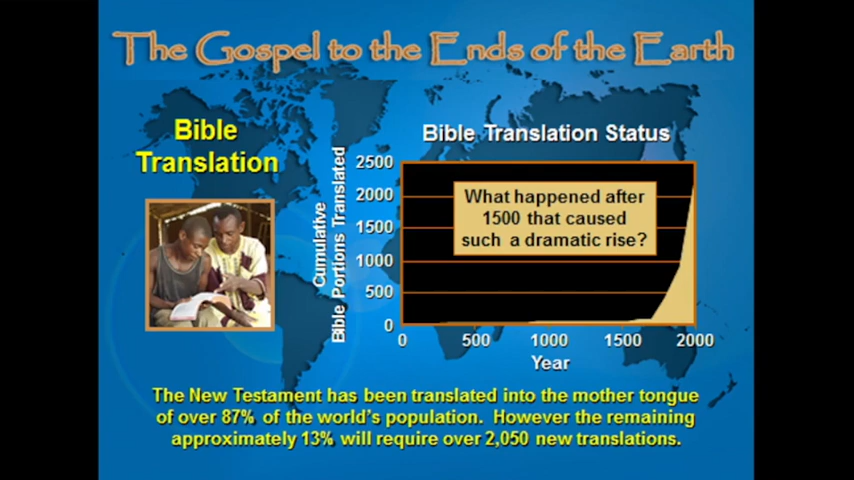 The Gospel to the Ends of the Earth
Bible
Translation
Bible Translation Status
Cumulative
Bible Portions Translated
2500
2000
1500
1000
500
0
What happened after
1500 that caused
such a dramatic rise?
0 500 1000 1500 2000
Year
The New Testament has been translated into the mother tongue
of over 87% of the world's population. However the remaining
approximately 13% will require over 2,050 new translations.